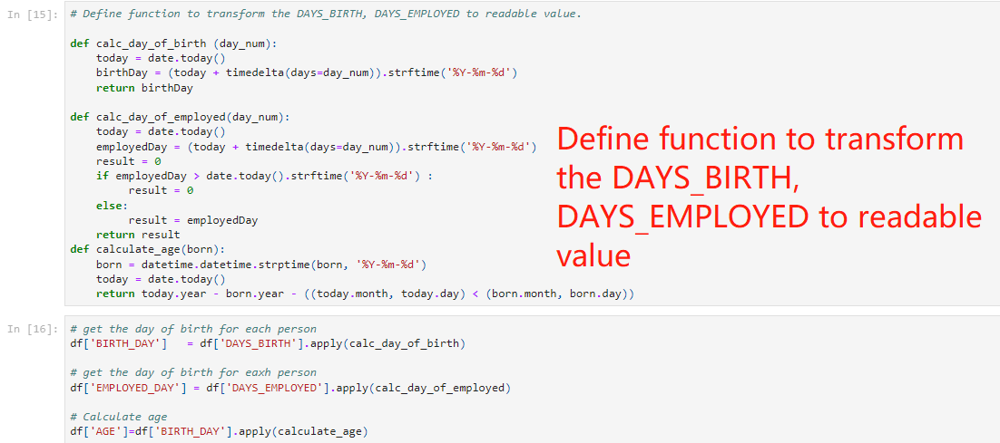 In [15]:
# Define function to transform the DAYS_BIRTH, DAYS_EMPLOYED to readable value.
def calc_day_of_birth (day_num):
    today = date.today()
    birthDay = (today + timedelta(days=day_num)).strftime('%Y-%m-%d')
    return birthDay
def calc_day_of_employed(day_num):
    today = date.today()
    employedDay = (today + timedelta(days=day_num)).strftime('%Y-%m-%d')
    result = 0
    if employedDay > date.today().strftime('%Y-%m-%d') :
         result = 0
    else:
         result = employedDay
    return result
def calculate_age(born):
    born = datetime.datetime.strptime(born, '%Y-%m-%d')
    today = date.today()
    return today.year - born.year - ((today.month, today.day) < (born.month, born.day))
Define function to transform
the DAYS_BIRTH,
DAYS_EMPLOYED to readable
value
In [16]:
# get the day of birth for each person
df['BIRTH_DAY']   = df['DAYS_BIRTH'].apply(calc_day_of_birth)
# get the day of birth for eaxh person
df['EMPLOYED_DAY'] = df['DAYS_EMPLOYED'].apply(calc_day_of_employed)
# Calculate age
df['AGE']=df['BIRTH_DAY'].apply(calculate_age)